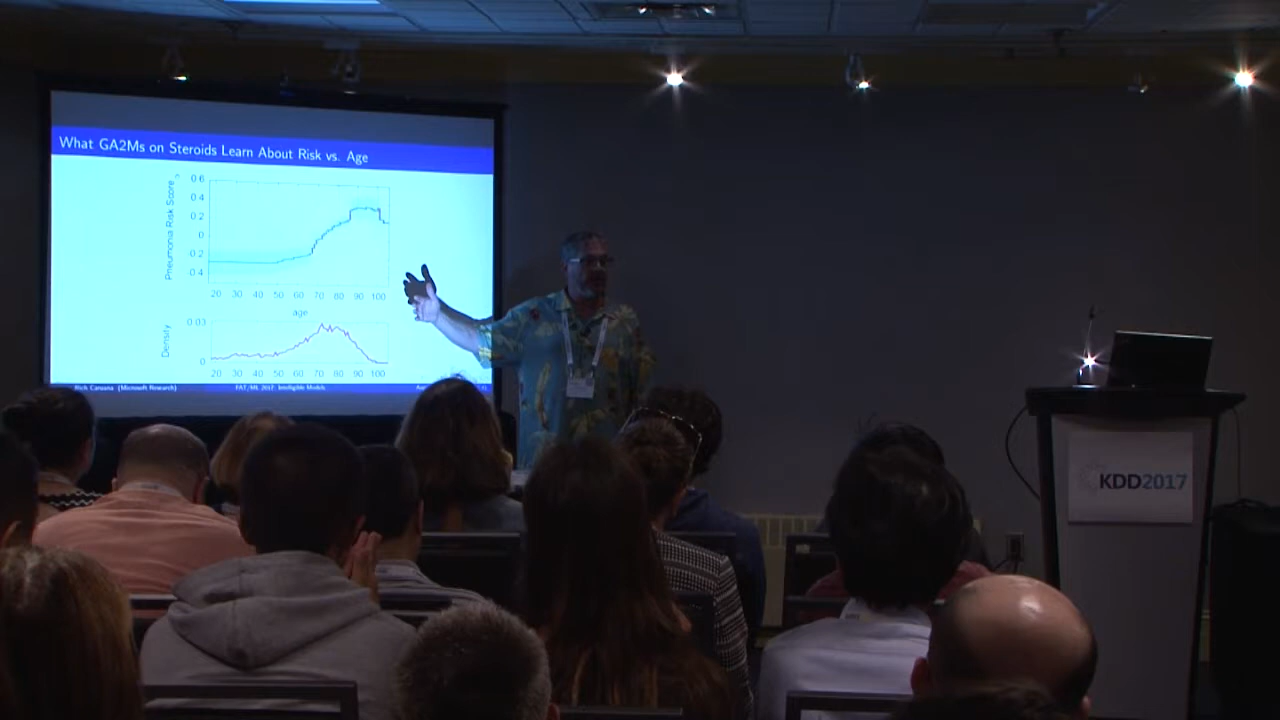 What GA2Ms on Steroids Learn About Risk vs. Age
Pneumonia Risk Score
0 6
0 4
0 2
0
0 2
0 4
20 30 40 50 60 70 80 90 100
age
Density
0 03
0
20 30 40 50 60 70 80 90 100
Rich Caruana (Microsoft Research)
FAT/ML 2017: Intelligible Models
KDD2017